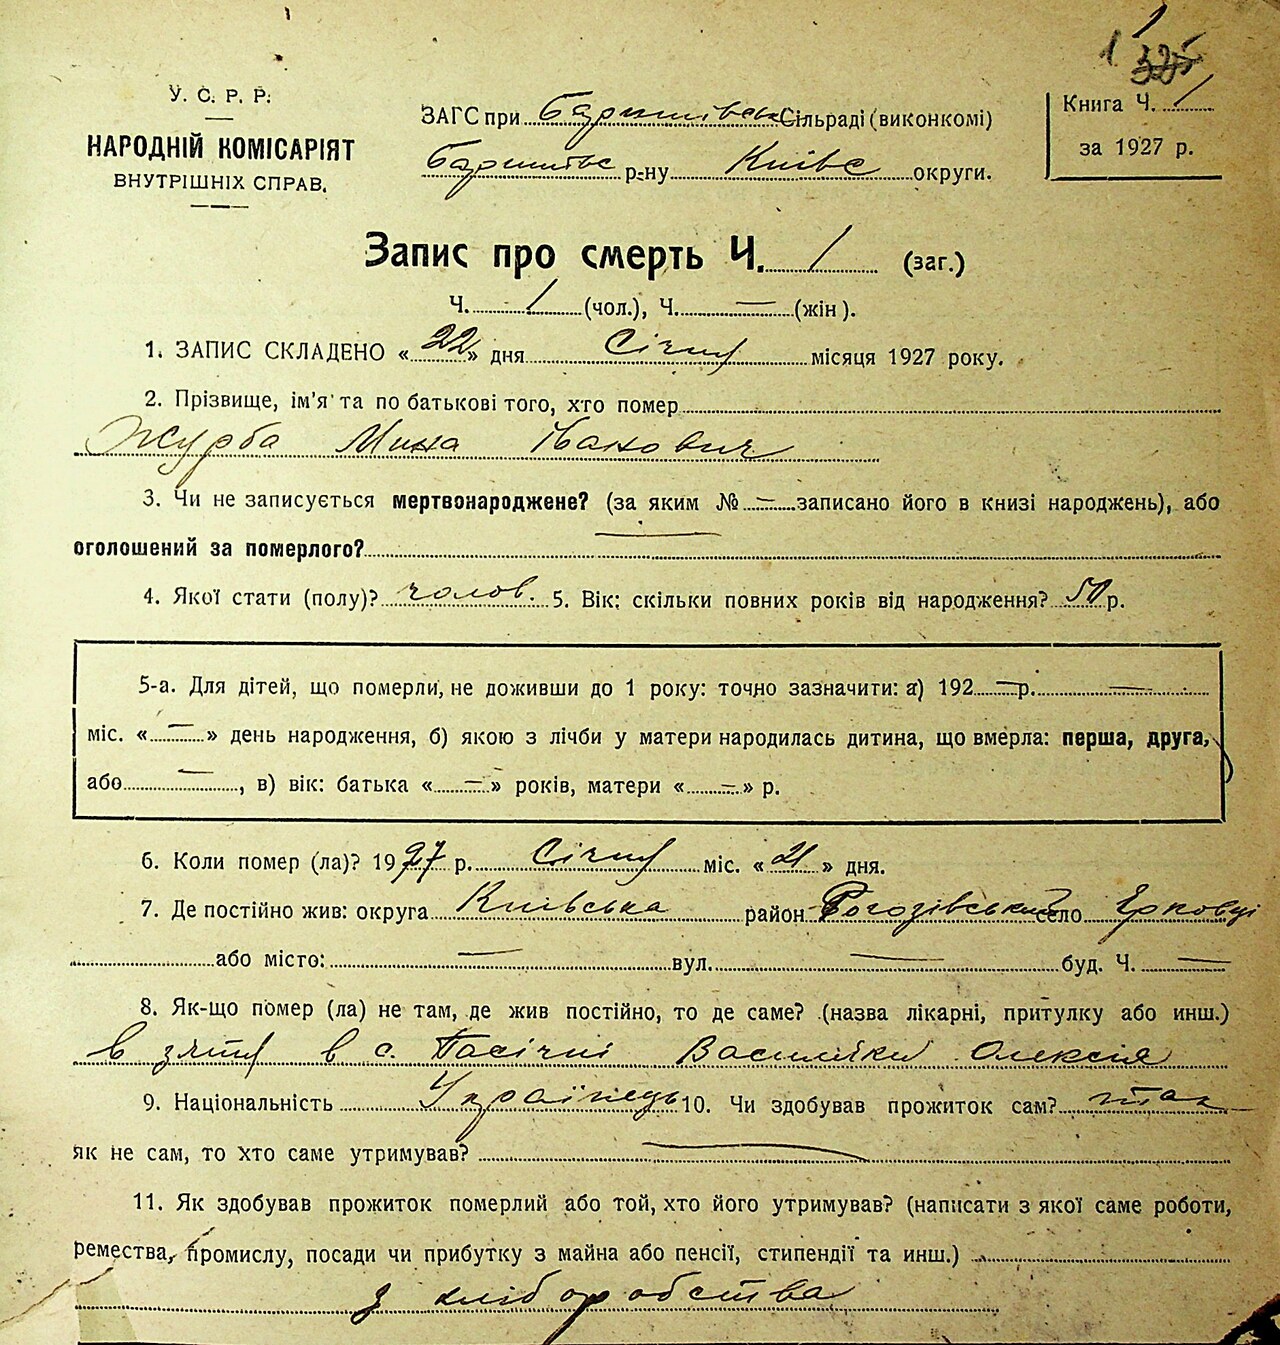 1
1 325
У. С. Р. Р.
НАРОДНІЙ КОМІСАРІЯТ
ВНУТРІШНІХ СПРАВ.
ЗАГС при Баришівськ Сільраді (виконкомі)
Баришівс р-ну Київс округи.
Книга Ч. 1
за 1927 р.
Запис про смерть Ч. 1 (заг.)
Ч. 1 (чол.), Ч. — (жін).
1. ЗАПИС СКЛАДЕНО «22» дня Січня місяця 1927 року.
2. Прізвище, ім'я та по батькові того, хто помер
Журба Мина Іванович
3. Чи не записується мертвонароджене? (за яким № — записано його в книзі народжень), або
оголошений за померлого? —
4. Якої стати (полу)? чолов. 5. Вік: скільки повних років від народження? 50 р.
5-а. Для дітей, що померли, не доживши до 1 року: точно зазначити: а) 192 — р. —
міс. « — » день народження, б) якою з лічби у матери народилась дитина, що вмерла: перша, друга,
або —, в) вік: батька « — » років, матери « — » р.
6. Коли помер (ла)? 1927 р. Січня міс. «21» дня.
7. Де постійно жив: округа Київська район Рогозівський село Ярковці
або місто: — вул. — буд. Ч. —
8. Як-що помер (ла) не там, де жив постійно, то де саме? (назва лікарні, притулку або инш.)
в зятя в с. Пасічні Василяки Олексія
9. Національність Українець 10. Чи здобував прожиток сам? так
як не сам, то хто саме утримував? —
11. Як здобував прожиток померлий або той, хто його утримував? (написати з якої саме роботи,
ремества, промислу, посади чи прибутку з майна або пенсії, стипендії та инш.)
з хліборобства